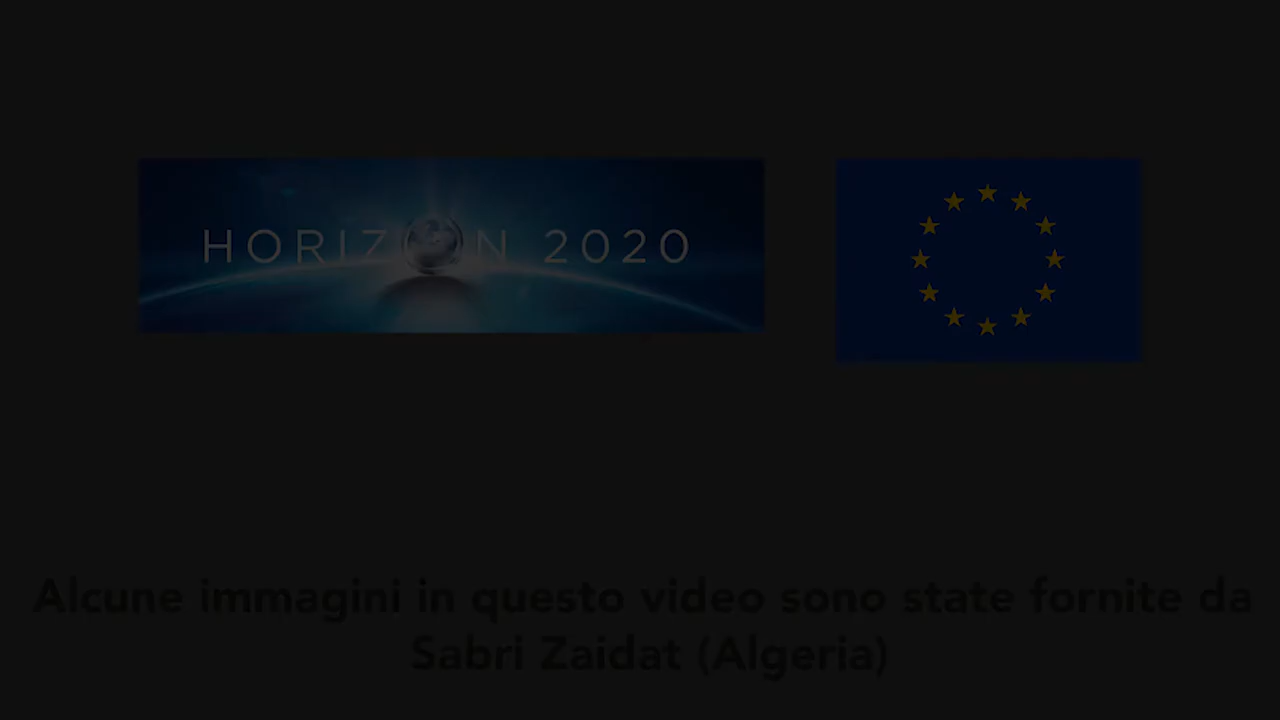 HORIZON 2020
Alcune immagini in questo video sono state fornite da
Sabri Zaidat (Algeria)